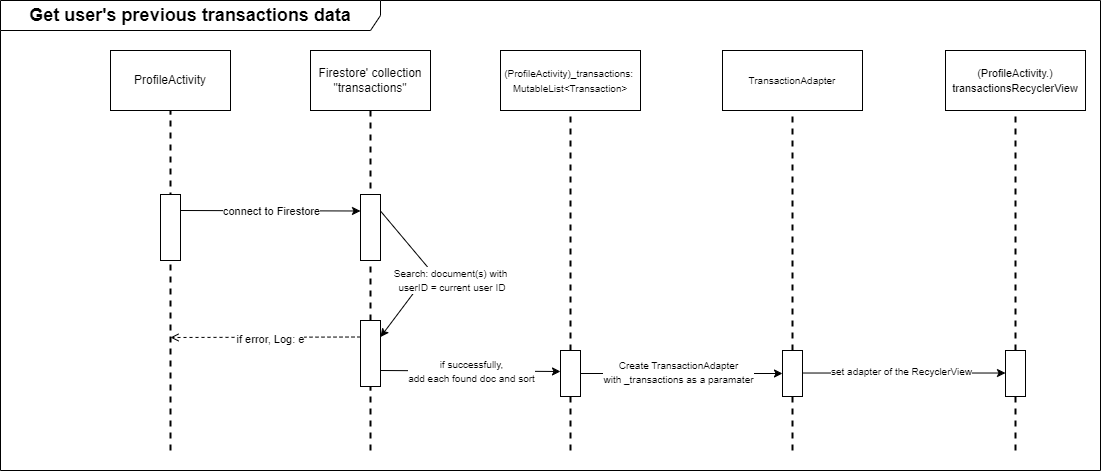 Get user's previous transactions data
ProfileActivity
Firestore' collection
"transactions"
(ProfileActivity)_transactions:
MutableList<Transaction>
TransactionAdapter
(ProfileActivity.)
transactionsRecyclerView
connect to Firestore
Search: document(s) with
userID = current user ID
if error, Log: e
if successfully,
add each found doc and sort
Create TransactionAdapter
with _transactions as a paramater
set adapter of the RecyclerView